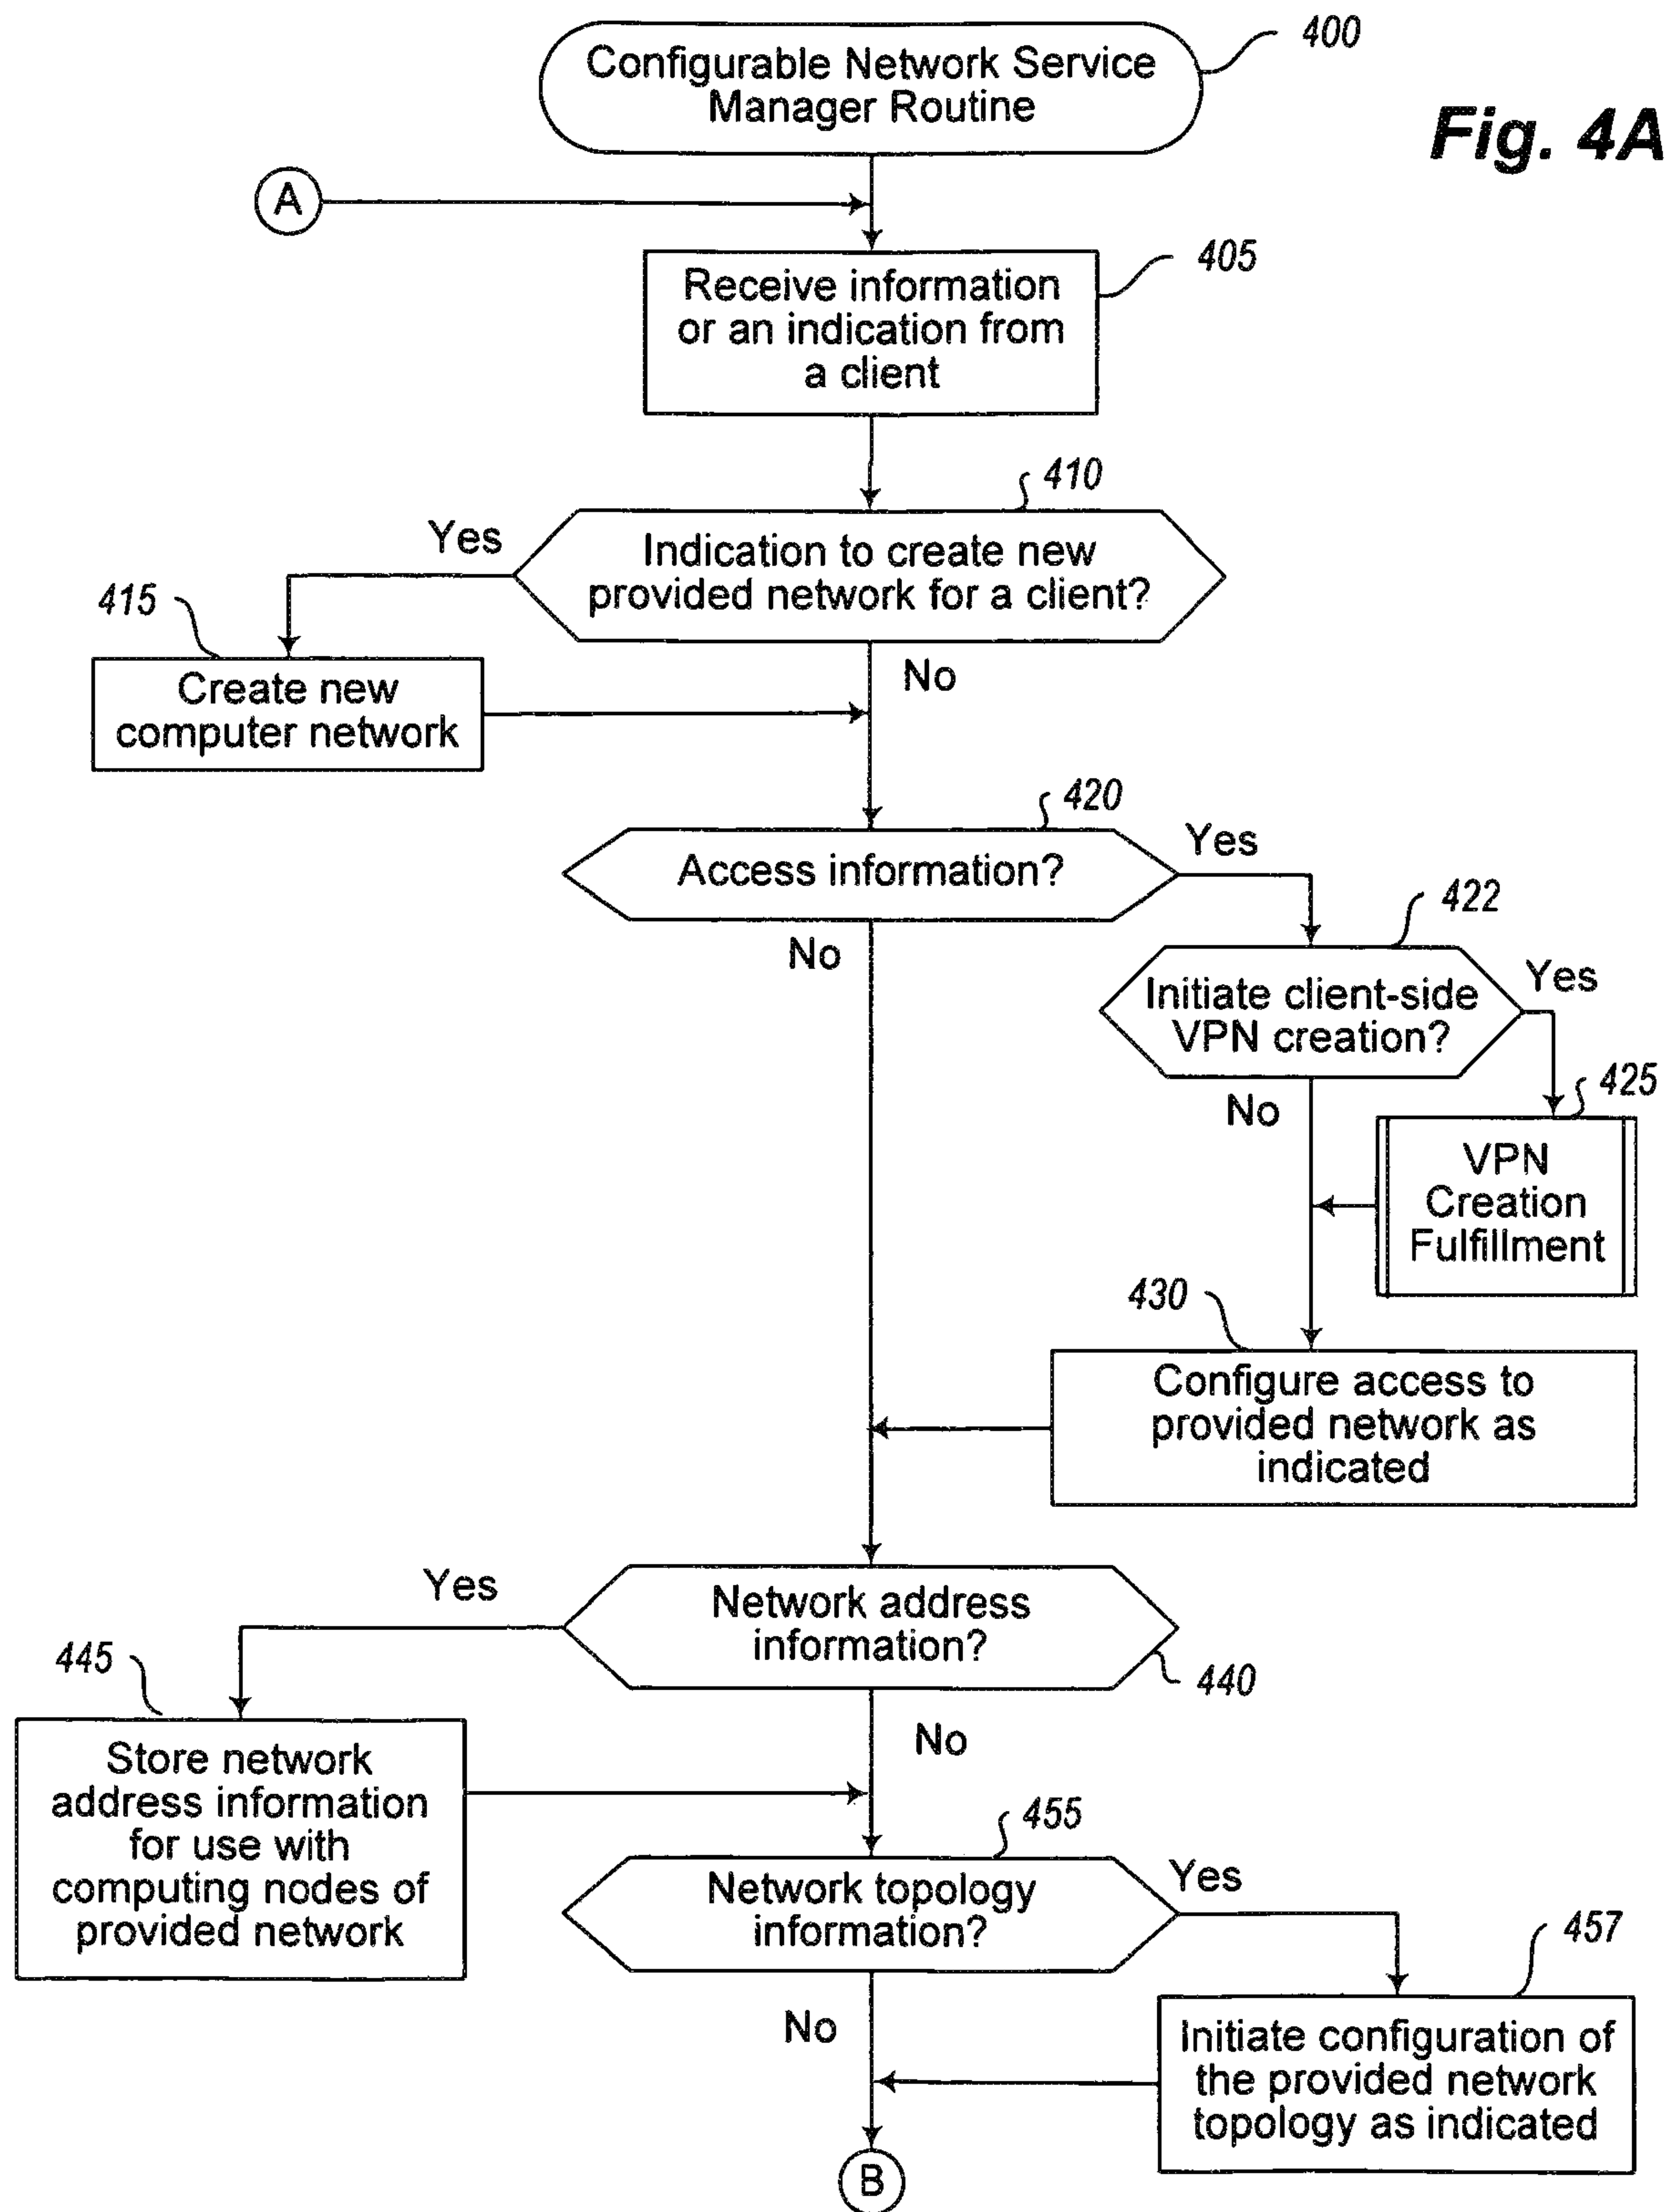 Configurable Network Service
Manager Routine
400
Fig. 4A
A
405
Receive information
or an indication from
a client
410
Yes
Indication to create new
provided network for a client?
415
No
Create new
computer network
420
Yes
Access information?
422
No
Yes
Initiate client-side
VPN creation?
425
No
VPN
Creation
Fulfillment
430
Configure access to
provided network as
indicated
Yes
Network address
information?
445
440
No
Store network
address information
for use with
computing nodes of
provided network
455
Yes
Network topology
information?
457
No
Initiate configuration of
the provided network
topology as indicated
B